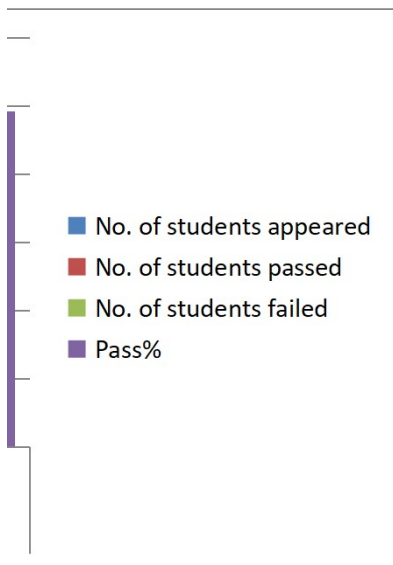 No. of students appeared
No. of students passed
No. of students failed
Pass%